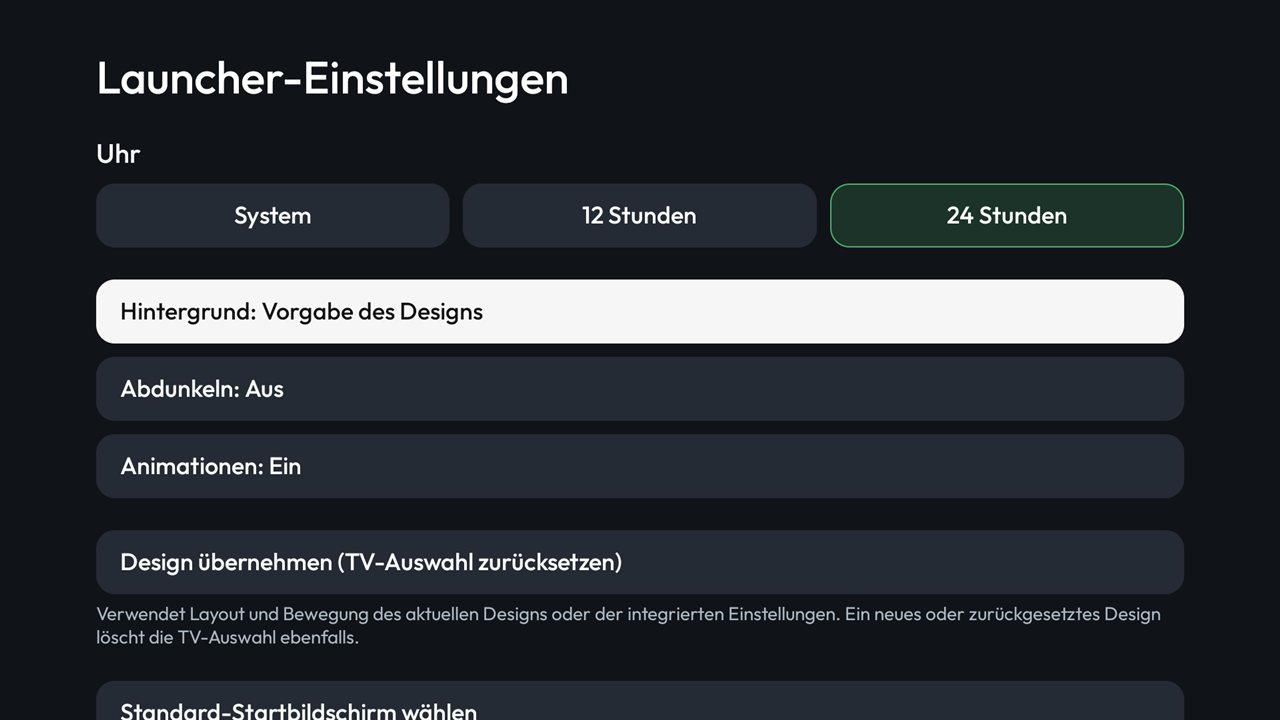 Launcher-Einstellungen
Uhr
System
12 Stunden
24 Stunden
Hintergrund: Vorgabe des Designs
Abdunkeln: Aus
Animationen: Ein
Design übernehmen (TV-Auswahl zurücksetzen)
Verwendet Layout und Bewegung des aktuellen Designs oder der integrierten Einstellungen. Ein neues oder zurückgesetztes Design
löscht die TV-Auswahl ebenfalls.
Standard-Startbildschirm wählen